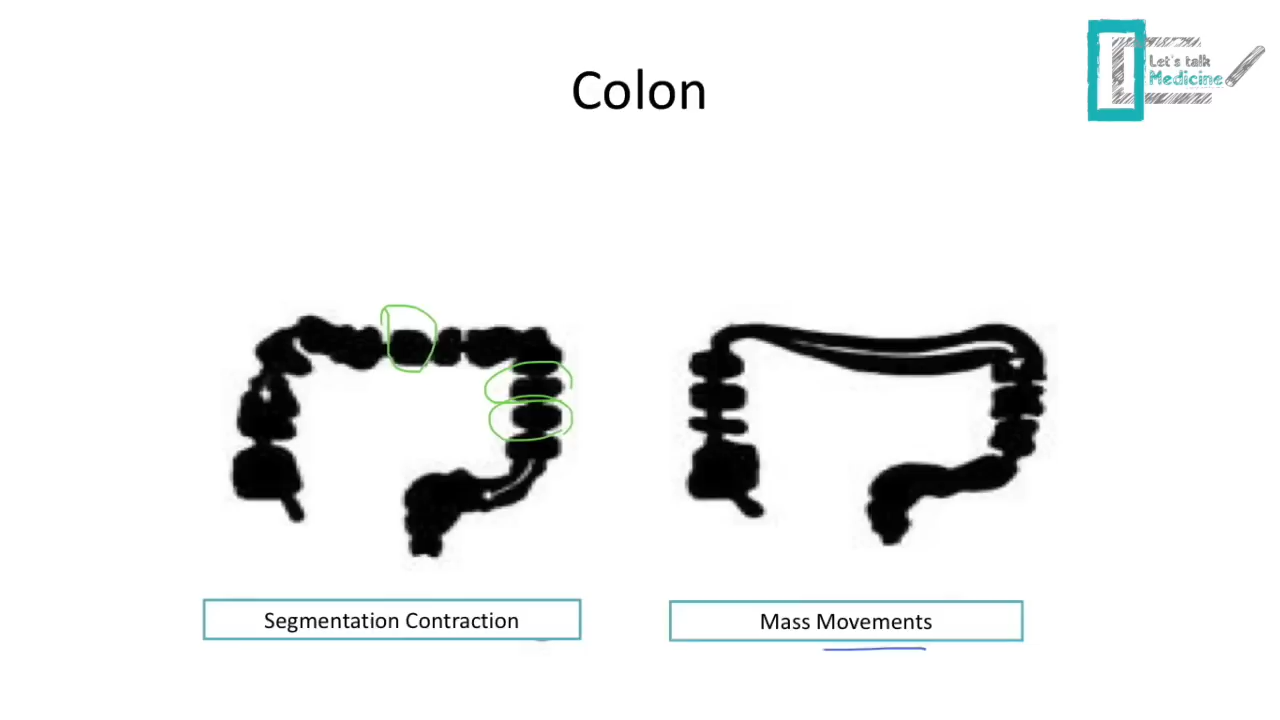 Colon
Let's talk
Medicine
Segmentation Contraction
Mass Movements